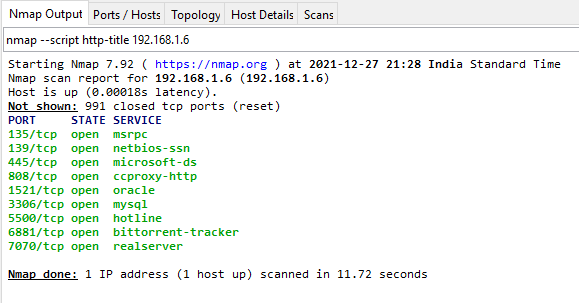 Nmap Output Ports / Hosts Topology Host Details Scans
nmap --script http-title 192.168.1.6
Starting Nmap 7.92 ( https://nmap.org ) at 2021-12-27 21:28 India Standard Time
Nmap scan report for 192.168.1.6 (192.168.1.6)
Host is up (0.00018s latency).
Not shown: 991 closed tcp ports (reset)
PORT     STATE SERVICE
135/tcp  open  msrpc
139/tcp  open  netbios-ssn
445/tcp  open  microsoft-ds
808/tcp  open  ccproxy-http
1521/tcp open  oracle
3306/tcp open  mysql
5500/tcp open  hotline
6881/tcp open  bittorrent-tracker
7070/tcp open  realserver
Nmap done: 1 IP address (1 host up) scanned in 11.72 seconds